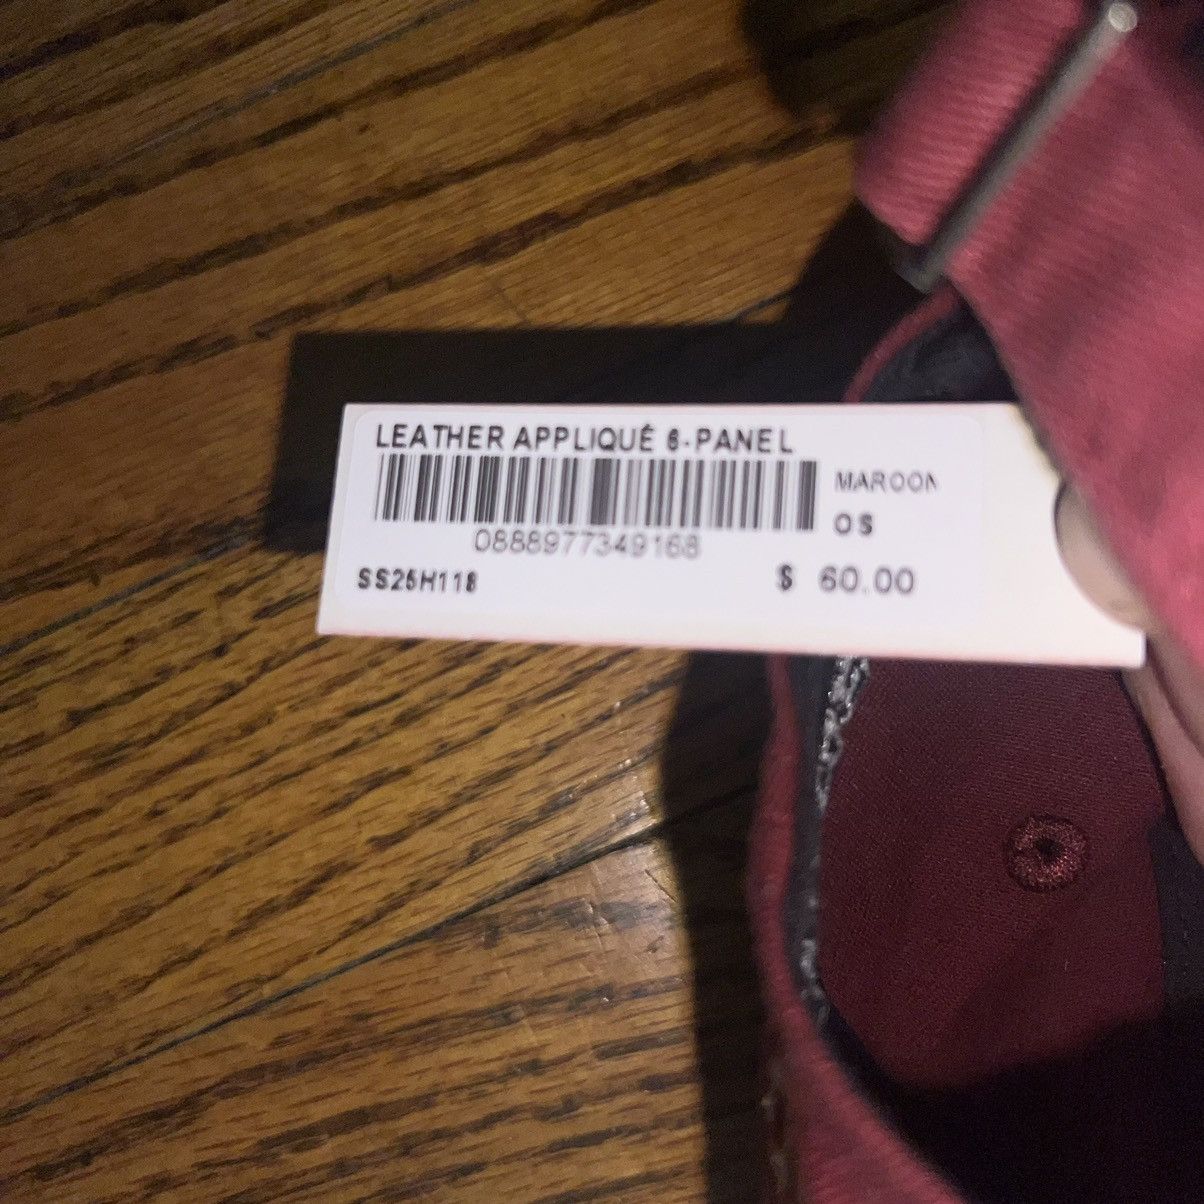 LEATHER APPLIQUÉ 6-PANEL
MAROON
OS
0888977349168
SS25H118
$ 60.00